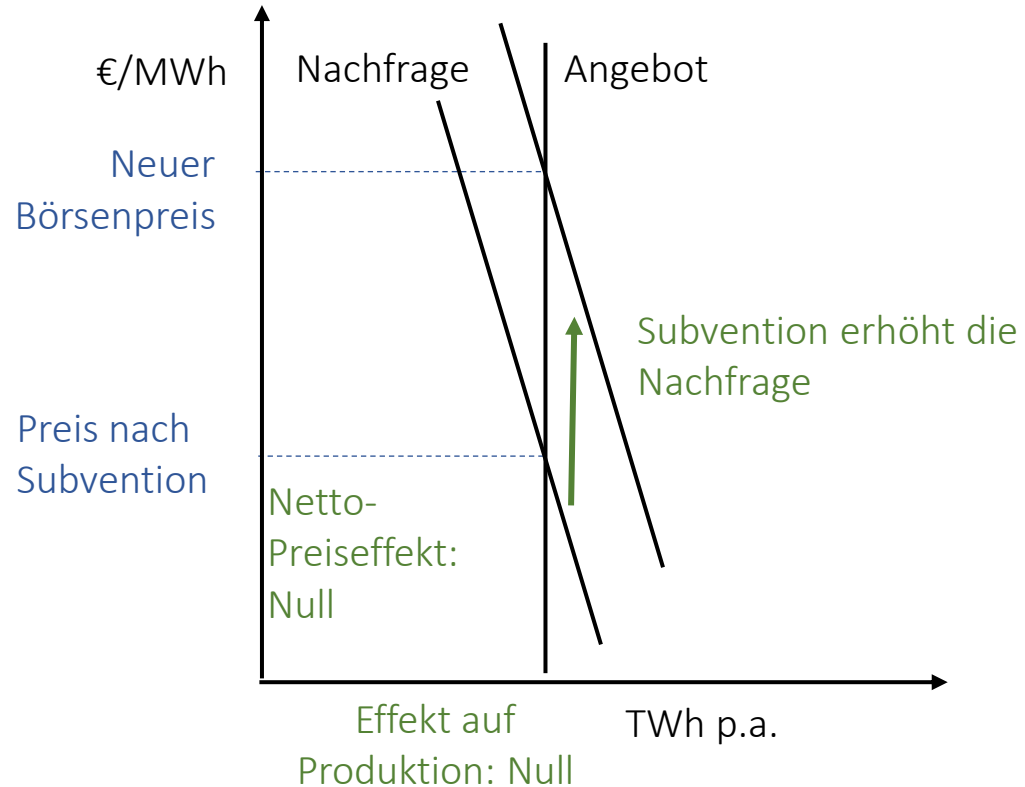 €/MWh
Nachfrage
Angebot
Neuer
Börsenpreis
Subvention erhöht die
Nachfrage
Preis nach
Subvention
Netto-
Preiseffekt:
Null
Effekt auf
Produktion: Null
TWh p.a.